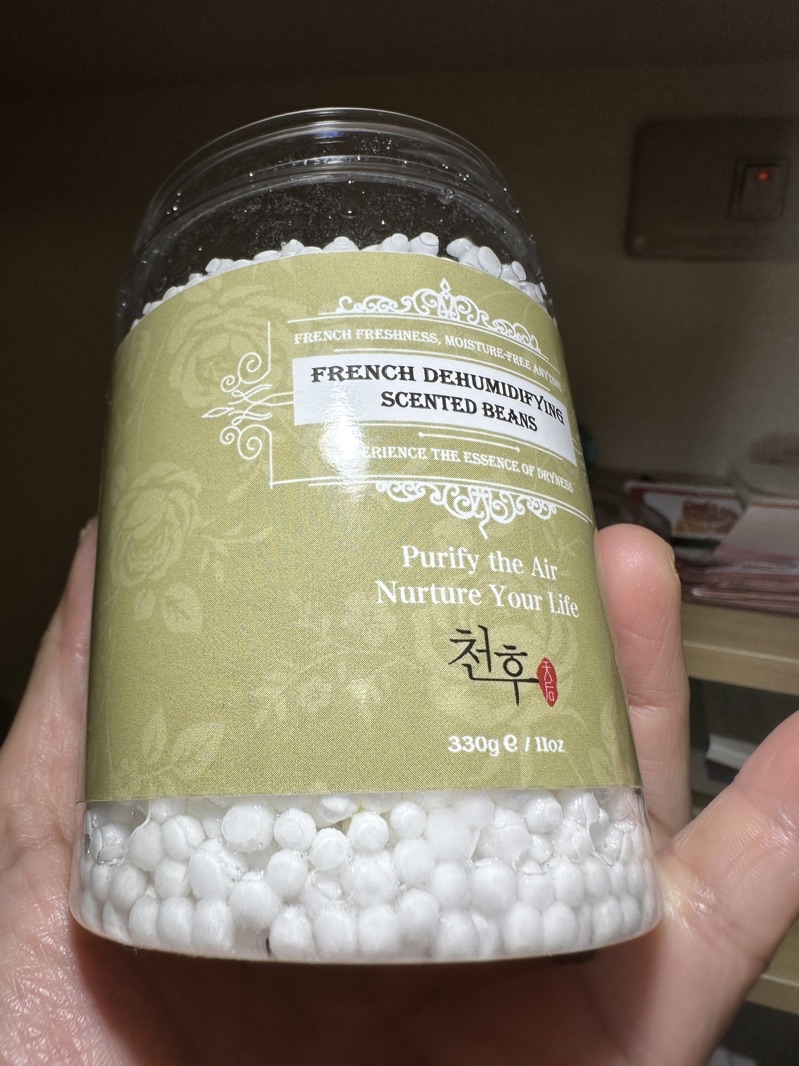 FRENCH FRESHNESS, MOISTURE-FREE ANYTIME
FRENCH DEHUMIDIFYING
SCENTED BEANS
THE ESSENCE OF DRYNESS
Purify the Air
Nurture Your Life
천후
330g ℮ / 11oz